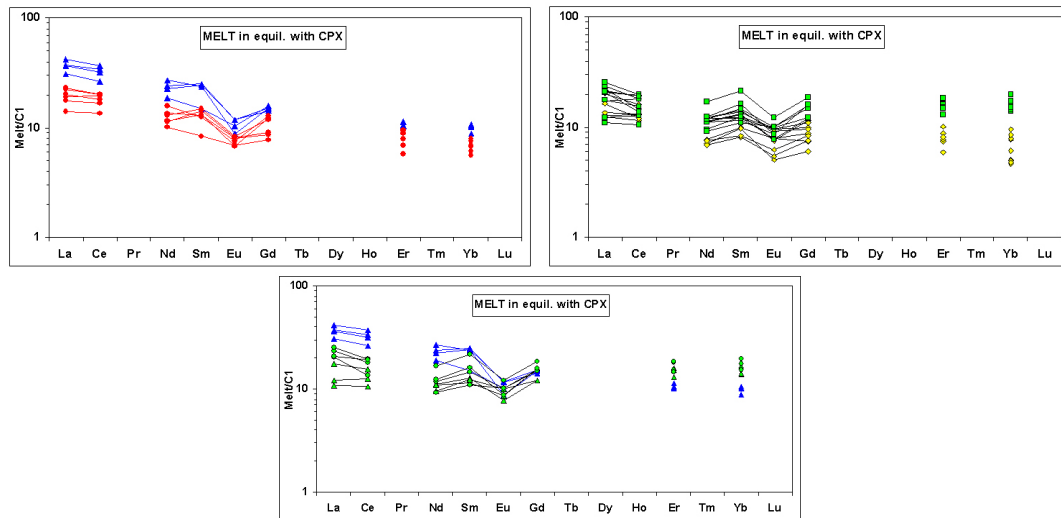 100
MELT in equil. with CPX
Melt/C1
10
1
La Ce Pr Nd Sm Eu Gd Tb Dy Ho Er Tm Yb Lu
100
MELT in equil. with CPX
Melt/C1
10
1
La Ce Pr Nd Sm Eu Gd Tb Dy Ho Er Tm Yb Lu
100
MELT in equil. with CPX
Melt/C1
10
1
La Ce Pr Nd Sm Eu Gd Tb Dy Ho Er Tm Yb Lu